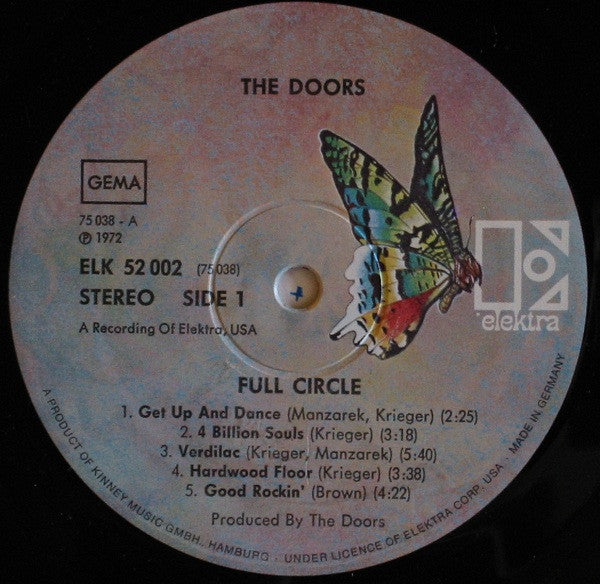 THE DOORS
GEMA
75 038 - A
℗ 1972
ELK 52 002 (75 038)
STEREO SIDE 1
A Recording Of Elektra, USA
elektra
FULL CIRCLE
1. Get Up And Dance (Manzarek, Krieger) (2:25)
2. 4 Billion Souls (Krieger) (3:18)
3. Verdilac (Krieger, Manzarek) (5:40)
4. Hardwood Floor (Krieger) (3:38)
5. Good Rockin' (Brown) (4:22)
Produced By The Doors
A PRODUCT OF KINNEY MUSIC GMBH., HAMBURG · UNDER LICENCE OF ELEKTRA CORP. USA · MADE IN GERMANY